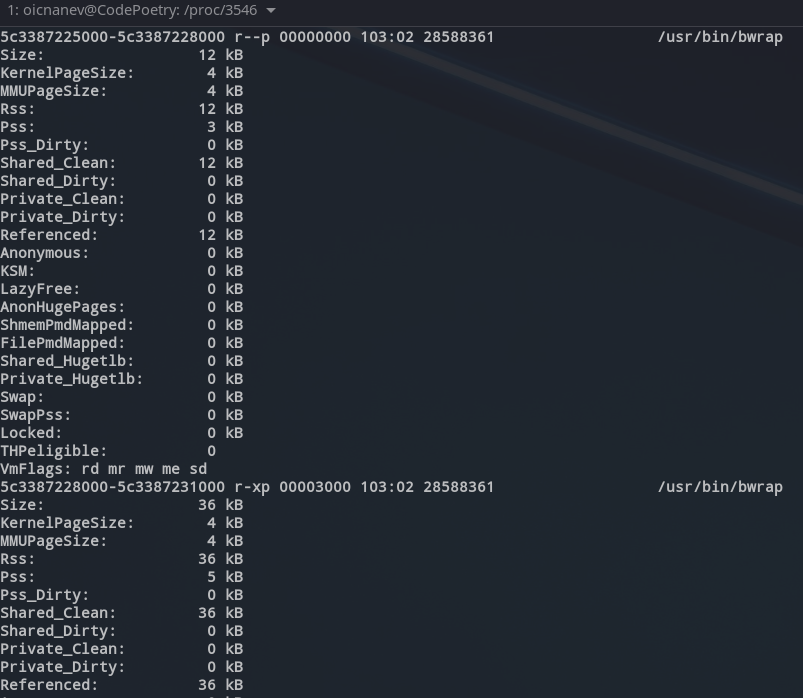 1: oicnanev@CodePoetry: /proc/3546
5c3387225000-5c3387228000 r--p 00000000 103:02 28588361 /usr/bin/bwrap
Size: 12 kB
KernelPageSize: 4 kB
MMUPageSize: 4 kB
Rss: 12 kB
Pss: 3 kB
Pss_Dirty: 0 kB
Shared_Clean: 12 kB
Shared_Dirty: 0 kB
Private_Clean: 0 kB
Private_Dirty: 0 kB
Referenced: 12 kB
Anonymous: 0 kB
KSM: 0 kB
LazyFree: 0 kB
AnonHugePages: 0 kB
ShmemPmdMapped: 0 kB
FilePmdMapped: 0 kB
Shared_Hugetlb: 0 kB
Private_Hugetlb: 0 kB
Swap: 0 kB
SwapPss: 0 kB
Locked: 0 kB
THPeligible: 0
VmFlags: rd mr mw me sd
5c3387228000-5c3387231000 r-xp 00003000 103:02 28588361 /usr/bin/bwrap
Size: 36 kB
KernelPageSize: 4 kB
MMUPageSize: 4 kB
Rss: 36 kB
Pss: 5 kB
Pss_Dirty: 0 kB
Shared_Clean: 36 kB
Shared_Dirty: 0 kB
Private_Clean: 0 kB
Private_Dirty: 0 kB
Referenced: 36 kB